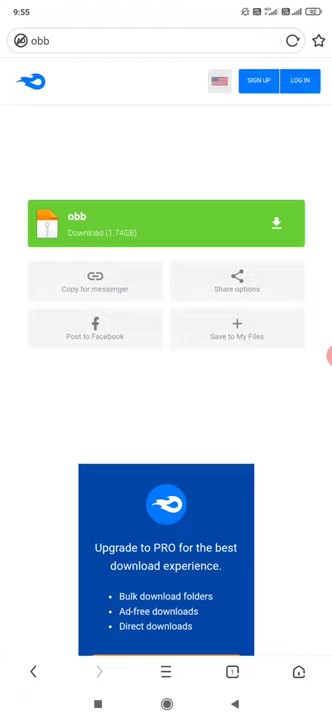 9:55
92
obb
SIGN UP
LOG IN
obb
Download (1.74GB)
Copy for messenger
Share options
Post to Facebook
Save to My Files
Upgrade to PRO for the best
download experience.
• Bulk download folders
• Ad-free downloads
• Direct downloads
1